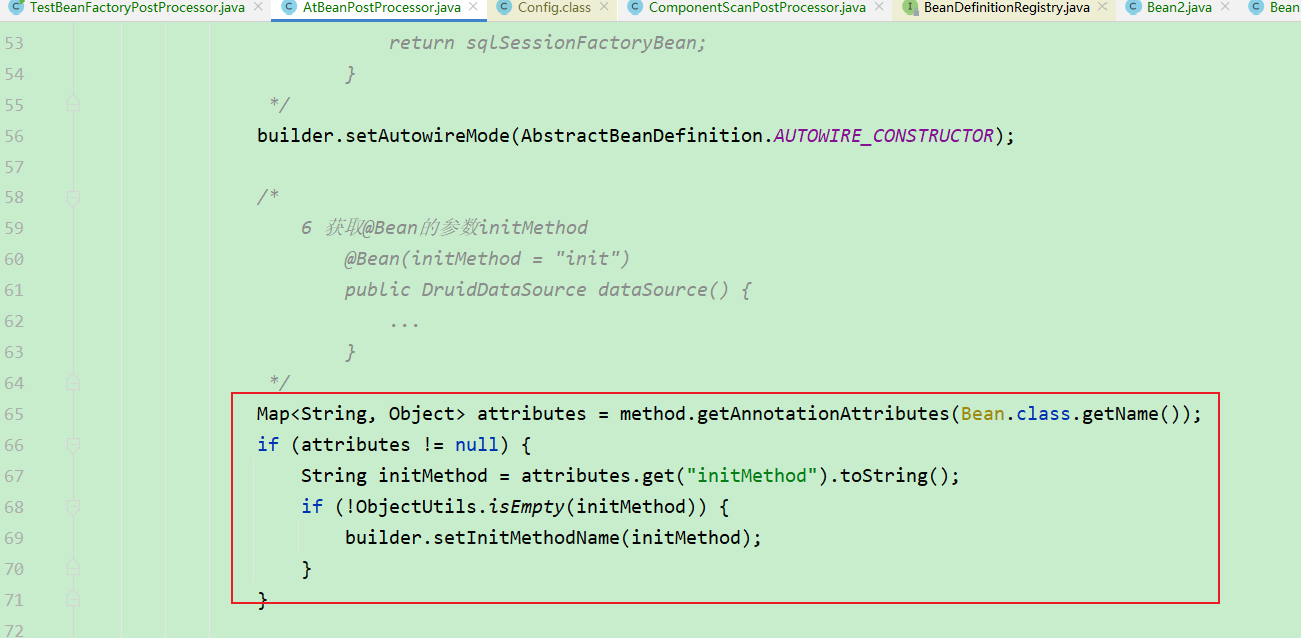 TestBeanFactoryPostProcessor.java AtBeanPostProcessor.java Config.class ComponentScanPostProcessor.java BeanDefinitionRegistry.java Bean2.java Bean
53 return sqlSessionFactoryBean;
54 }
55 */
56 builder.setAutowireMode(AbstractBeanDefinition.AUTOWIRE_CONSTRUCTOR);
57
58 /*
59 6 获取@Bean的参数initMethod
60 @Bean(initMethod = "init")
61 public DruidDataSource dataSource() {
62 ...
63 }
64 */
65 Map<String, Object> attributes = method.getAnnotationAttributes(Bean.class.getName());
66 if (attributes != null) {
67 String initMethod = attributes.get("initMethod").toString();
68 if (!ObjectUtils.isEmpty(initMethod)) {
69 builder.setInitMethodName(initMethod);
70 }
71 }
72